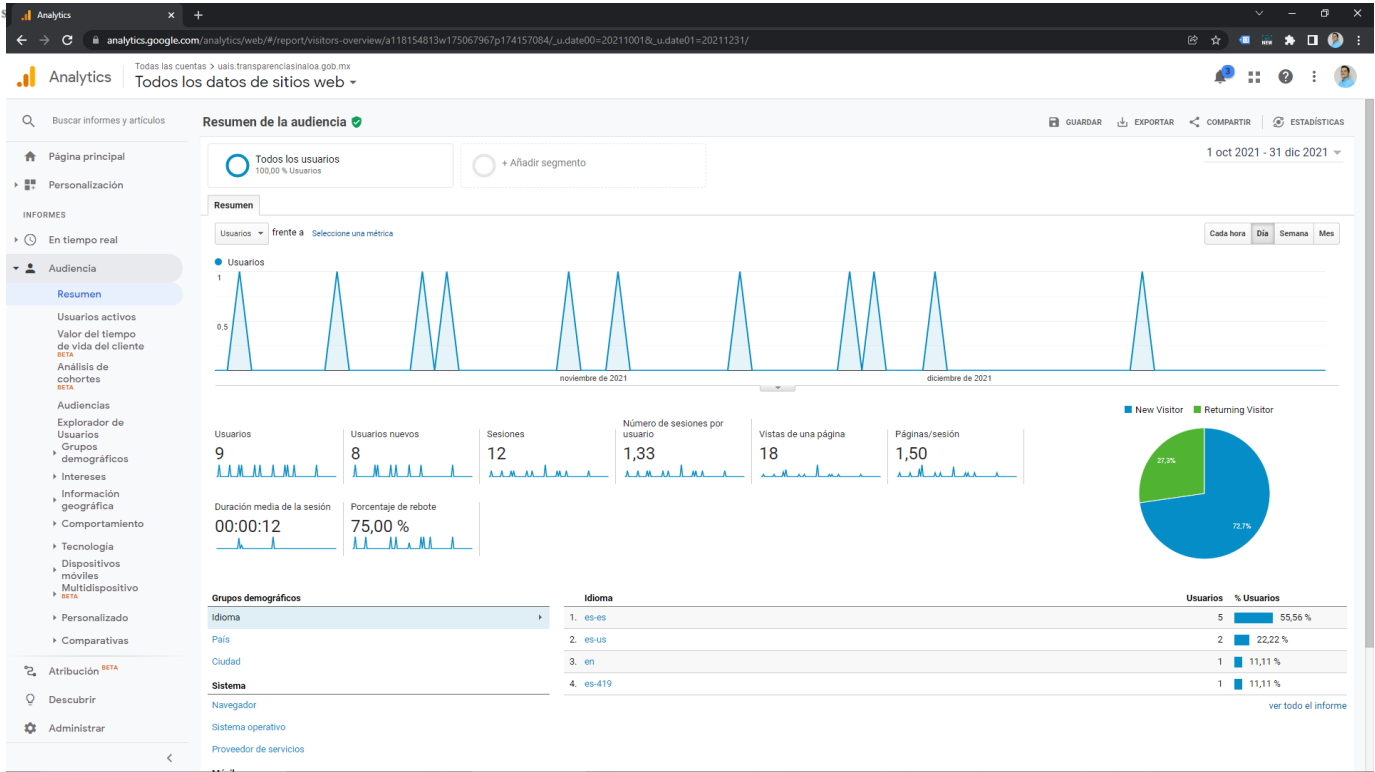 Analytics
analytics.google.com/analytics/web/#/report/visitors-overview/a118154813w175067967p174157084/_u.date00=20211001&_u.date01=20211231/
NEW
Analytics
Todas las cuentas > uais.transparenciasinaloa.gob.mx
Todos los datos de sitios web
3
Buscar informes y artículos
Página principal
Personalización
INFORMES
En tiempo real
Audiencia
Resumen
Usuarios activos
Valor del tiempo
de vida del cliente
BETA
Análisis de
cohortes
BETA
Audiencias
Explorador de
Usuarios
Grupos
demográficos
Intereses
Información
geográfica
Comportamiento
Tecnología
Dispositivos
móviles
Multidispositivo
BETA
Personalizado
Comparativas
Atribución BETA
Descubrir
Administrar
Resumen de la audiencia
GUARDAR EXPORTAR COMPARTIR ESTADÍSTICAS
Todos los usuarios
100,00 % Usuarios
+ Añadir segmento
1 oct 2021 - 31 dic 2021
Resumen
Usuarios frente a Seleccione una métrica
Cada hora Día Semana Mes
Usuarios
1
0,5
noviembre de 2021 diciembre de 2021
New Visitor Returning Visitor
27,3%
72,7%
Usuarios
9
Usuarios nuevos
8
Sesiones
12
Número de sesiones por
usuario
1,33
Vistas de una página
18
Páginas/sesión
1,50
Duración media de la sesión
00:00:12
Porcentaje de rebote
75,00 %
Grupos demográficos
Idioma
País
Ciudad
Sistema
Navegador
Sistema operativo
Proveedor de servicios
Idioma Usuarios % Usuarios
1. es-es 5 55,56 %
2. es-us 2 22,22 %
3. en 1 11,11 %
4. es-419 1 11,11 %
ver todo el informe